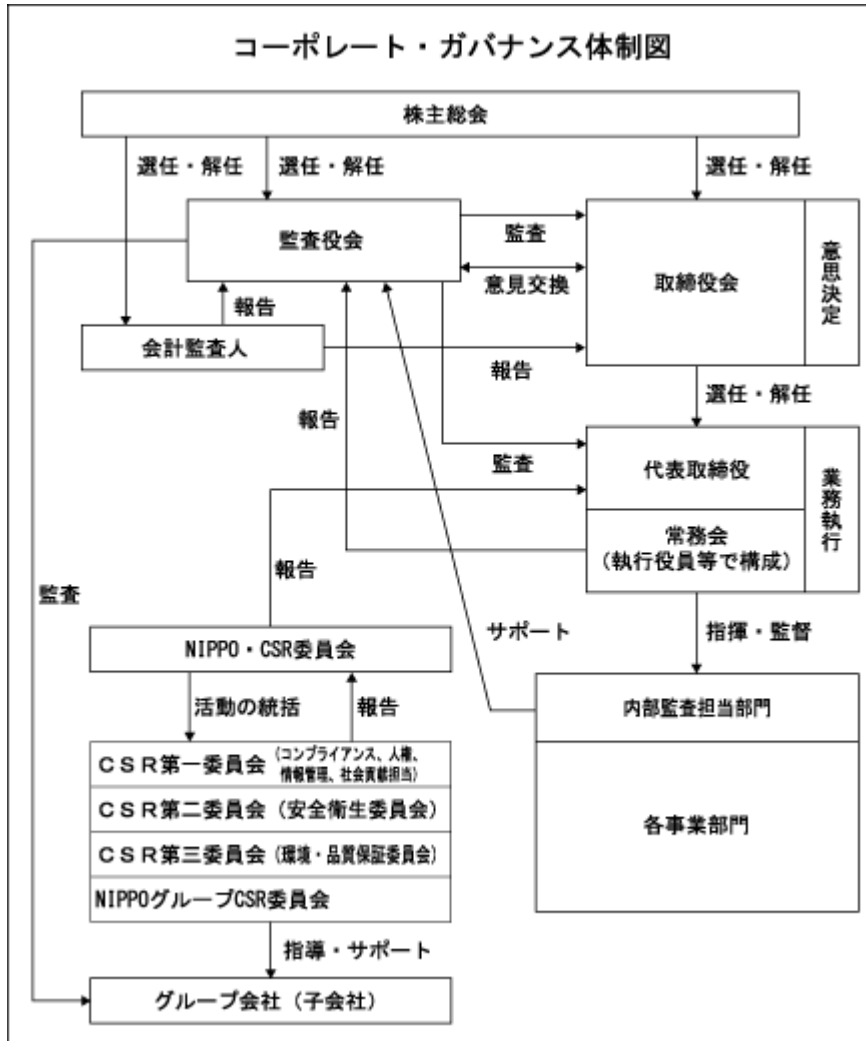 コーポレート・ガバナンス体制図
株主総会
選任・解任
選任・解任
選任・解任
監査役会
監査
意見交換
取締役会
意思決定
報告
会計監査人
報告
選任・解任
報告
監査
代表取締役
業務執行
常務会
(執行役員等で構成)
報告
監査
サポート
指揮・監督
NIPPO・CSR委員会
活動の統括
報告
内部監査担当部門
CSR第一委員会(コンプライアンス、人権、
情報管理、社会貢献担当)
CSR第二委員会(安全衛生委員会)
各事業部門
CSR第三委員会(環境・品質保証委員会)
NIPPOグループCSR委員会
指導・サポート
グループ会社(子会社)